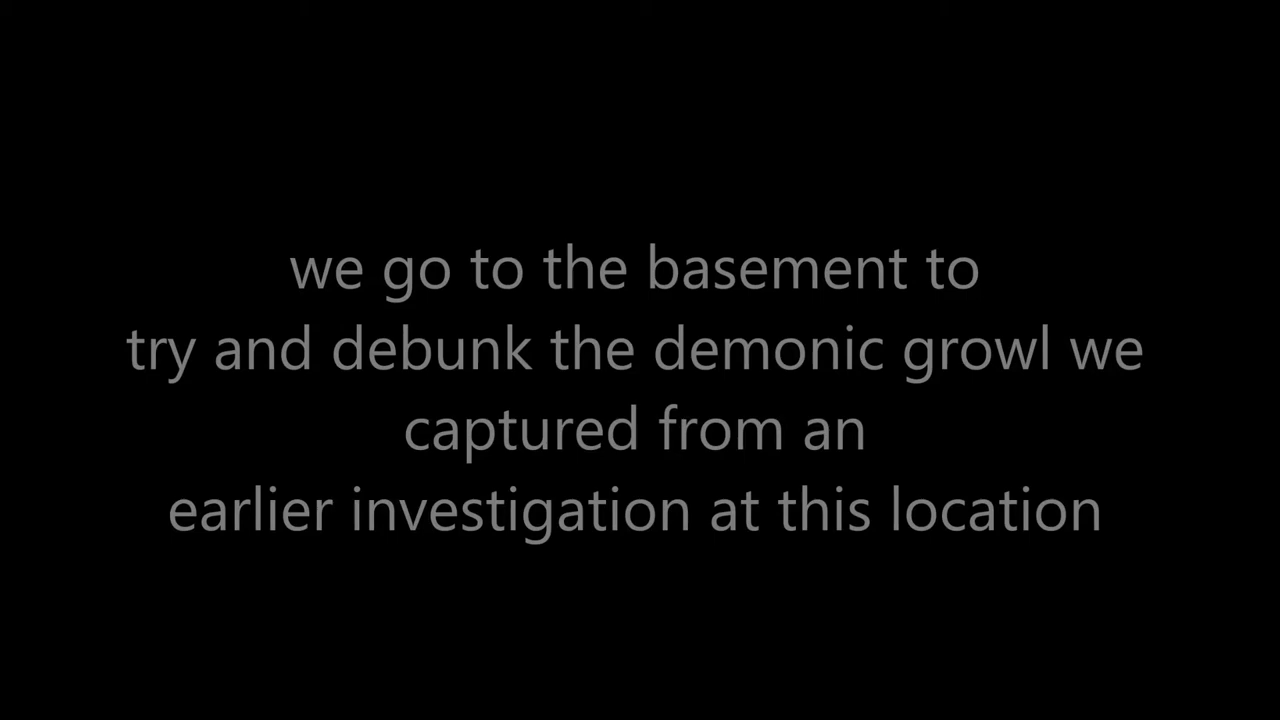 we go to the basement to
try and debunk the demonic growl we
captured from an
earlier investigation at this location